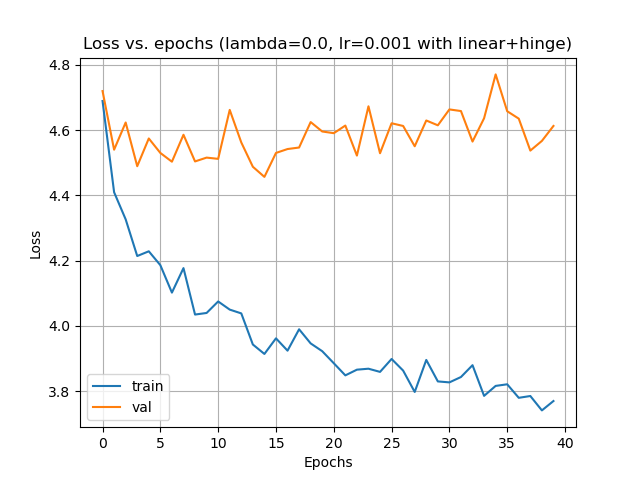 Loss vs. epochs (lambda=0.0, lr=0.001 with linear+hinge)
4.8
4.6
4.4
4.2
4.0
3.8
Loss
train
val
0 5 10 15 20 25 30 35 40
Epochs